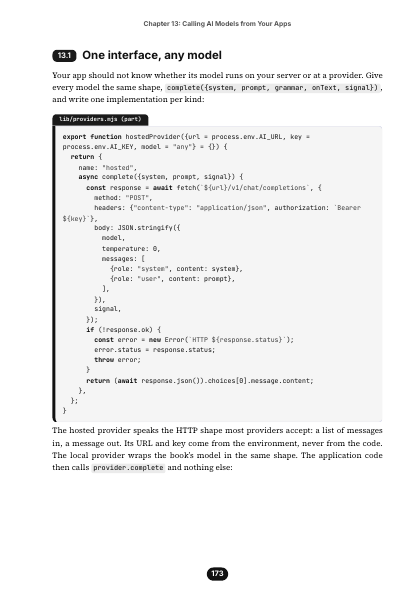 Chapter 13: Calling AI Models from Your Apps
13.1 One interface, any model
Your app should not know whether its model runs on your server or at a provider. Give
every model the same shape, complete({system, prompt, grammar, onText, signal}),
and write one implementation per kind:
lib/providers.mjs (part)
export function hostedProvider({url = process.env.AI_URL, key =
process.env.AI_KEY, model = "any"} = {}) {
  return {
    name: "hosted",
    async complete({system, prompt, signal}) {
      const response = await fetch(`${url}/v1/chat/completions`, {
        method: "POST",
        headers: {"content-type": "application/json", authorization: `Bearer
${key}`},
        body: JSON.stringify({
          model,
          temperature: 0,
          messages: [
            {role: "system", content: system},
            {role: "user", content: prompt},
          ],
        }),
        signal,
      });
      if (!response.ok) {
        const error = new Error(`HTTP ${response.status}`);
        error.status = response.status;
        throw error;
      }
      return (await response.json()).choices[0].message.content;
    },
  };
}
The hosted provider speaks the HTTP shape most providers accept: a list of messages
in, a message out. Its URL and key come from the environment, never from the code.
The local provider wraps the book's model in the same shape. The application code
then calls provider.complete and nothing else:
173